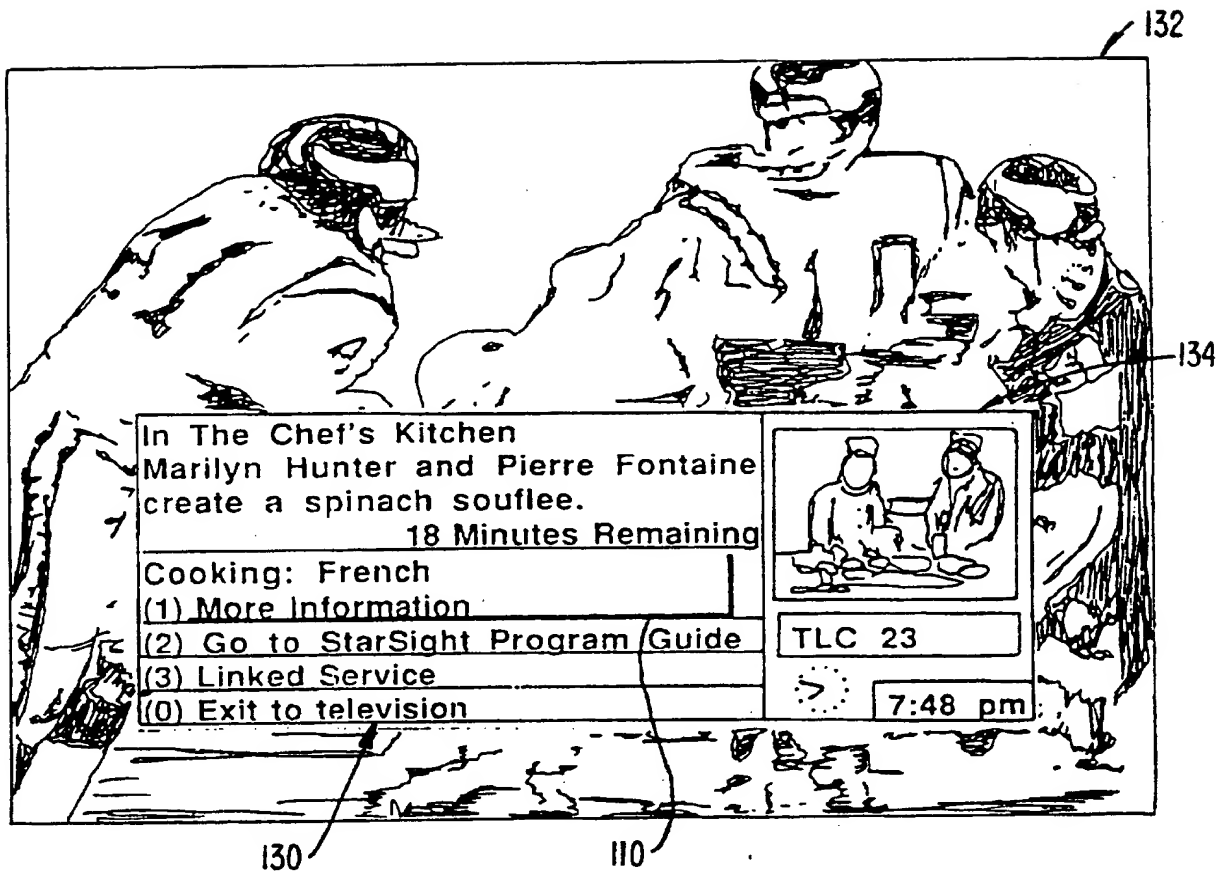 132
134
In The Chef's Kitchen
Marilyn Hunter and Pierre Fontaine
create a spinach souflee.
18 Minutes Remaining
Cooking: French
(1) More Information
(2) Go to StarSight Program Guide
(3) Linked Service
(0) Exit to television
TLC 23
7:48 pm
130
110